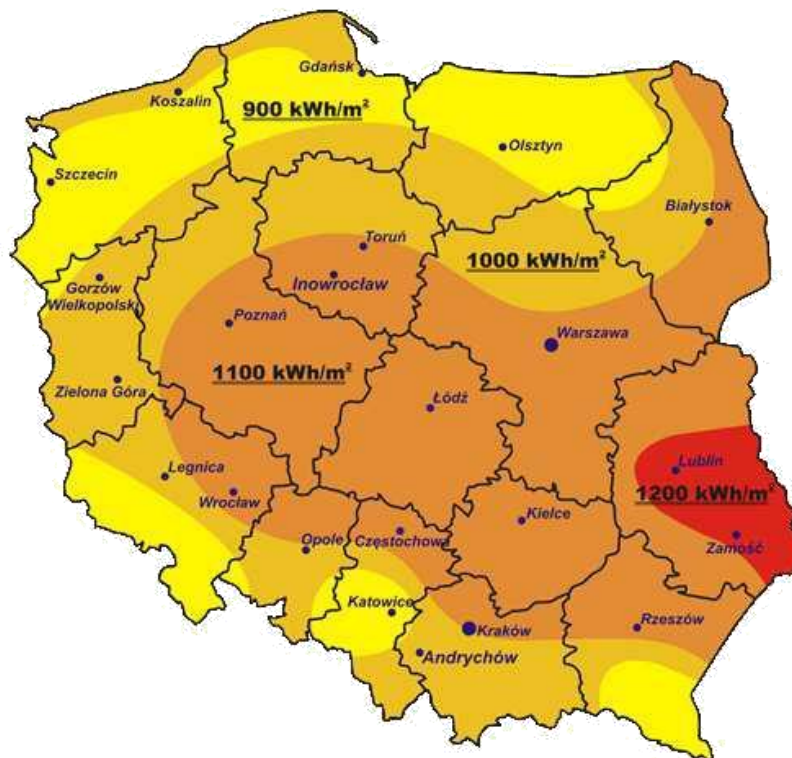 Gdańsk
Koszalin
900 kWh/m²
Olsztyn
Szczecin
Białystok
Toruń
1000 kWh/m²
Inowrocław
Gorzów
Wielkopolski
Poznań
Warszawa
1100 kWh/m²
Zielona Góra
Łódź
Legnica
Lublin
Wrocław
1200 kWh/m²
Kielce
Opole
Częstochowa
Zamość
Katowice
Kraków
Rzeszów
Andrychów